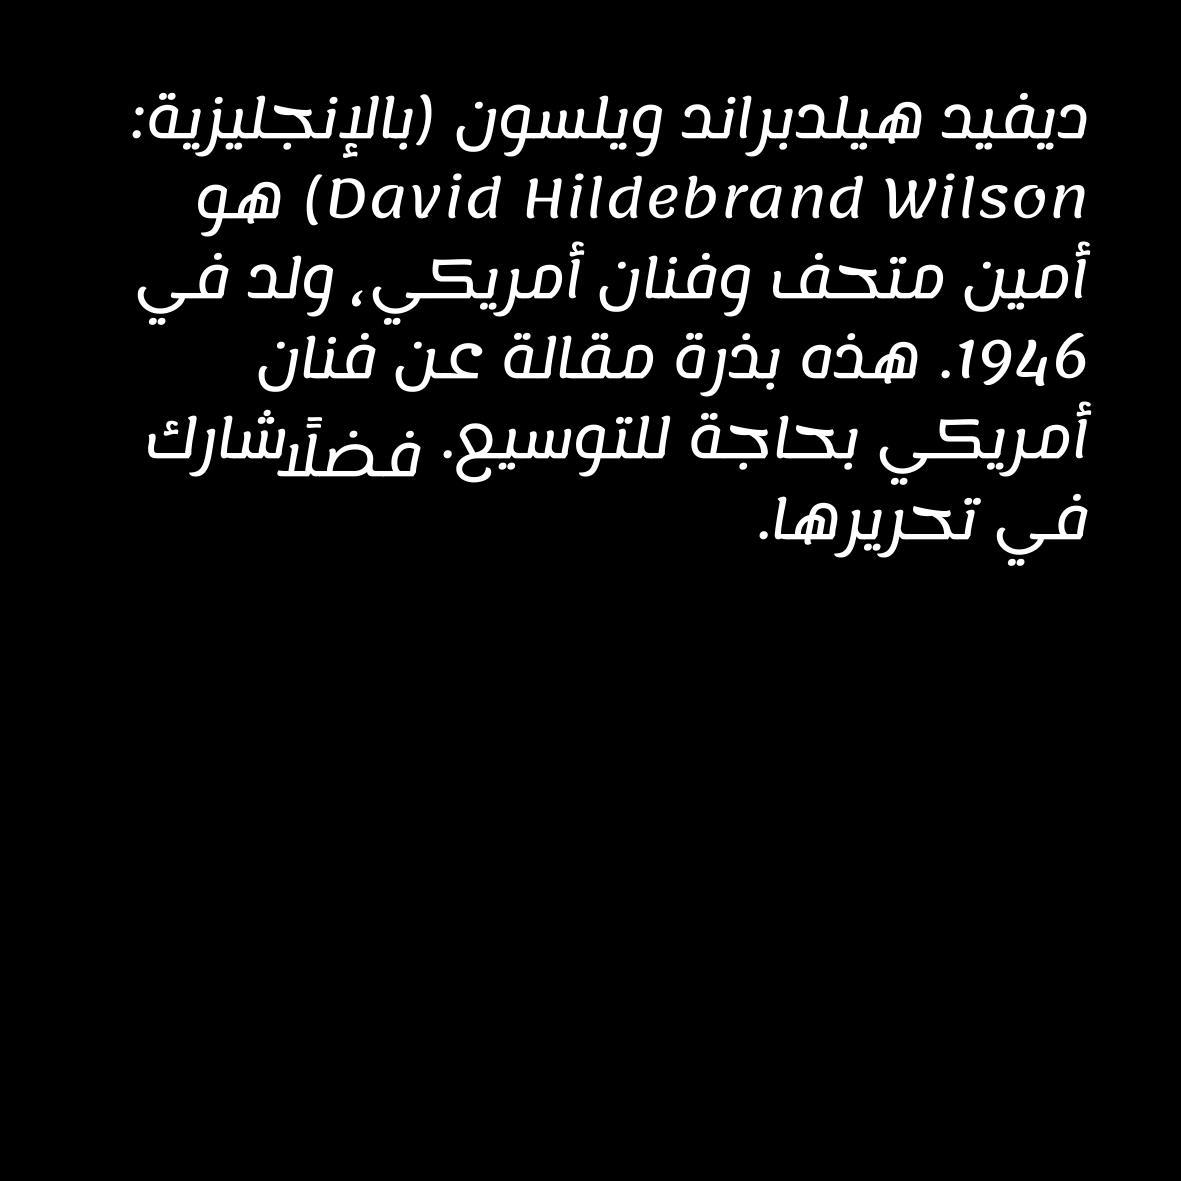 ديفيد هيلدبراند ويلسون (بالإنجليزية:
David Hildebrand Wilson) هو
أمين متحف وفنان أمريكي، ولد في
1946. هذه بذرة مقالة عن فنان
أمريكي بحاجة للتوسيع. فضلًا شارك
في تحريرها.